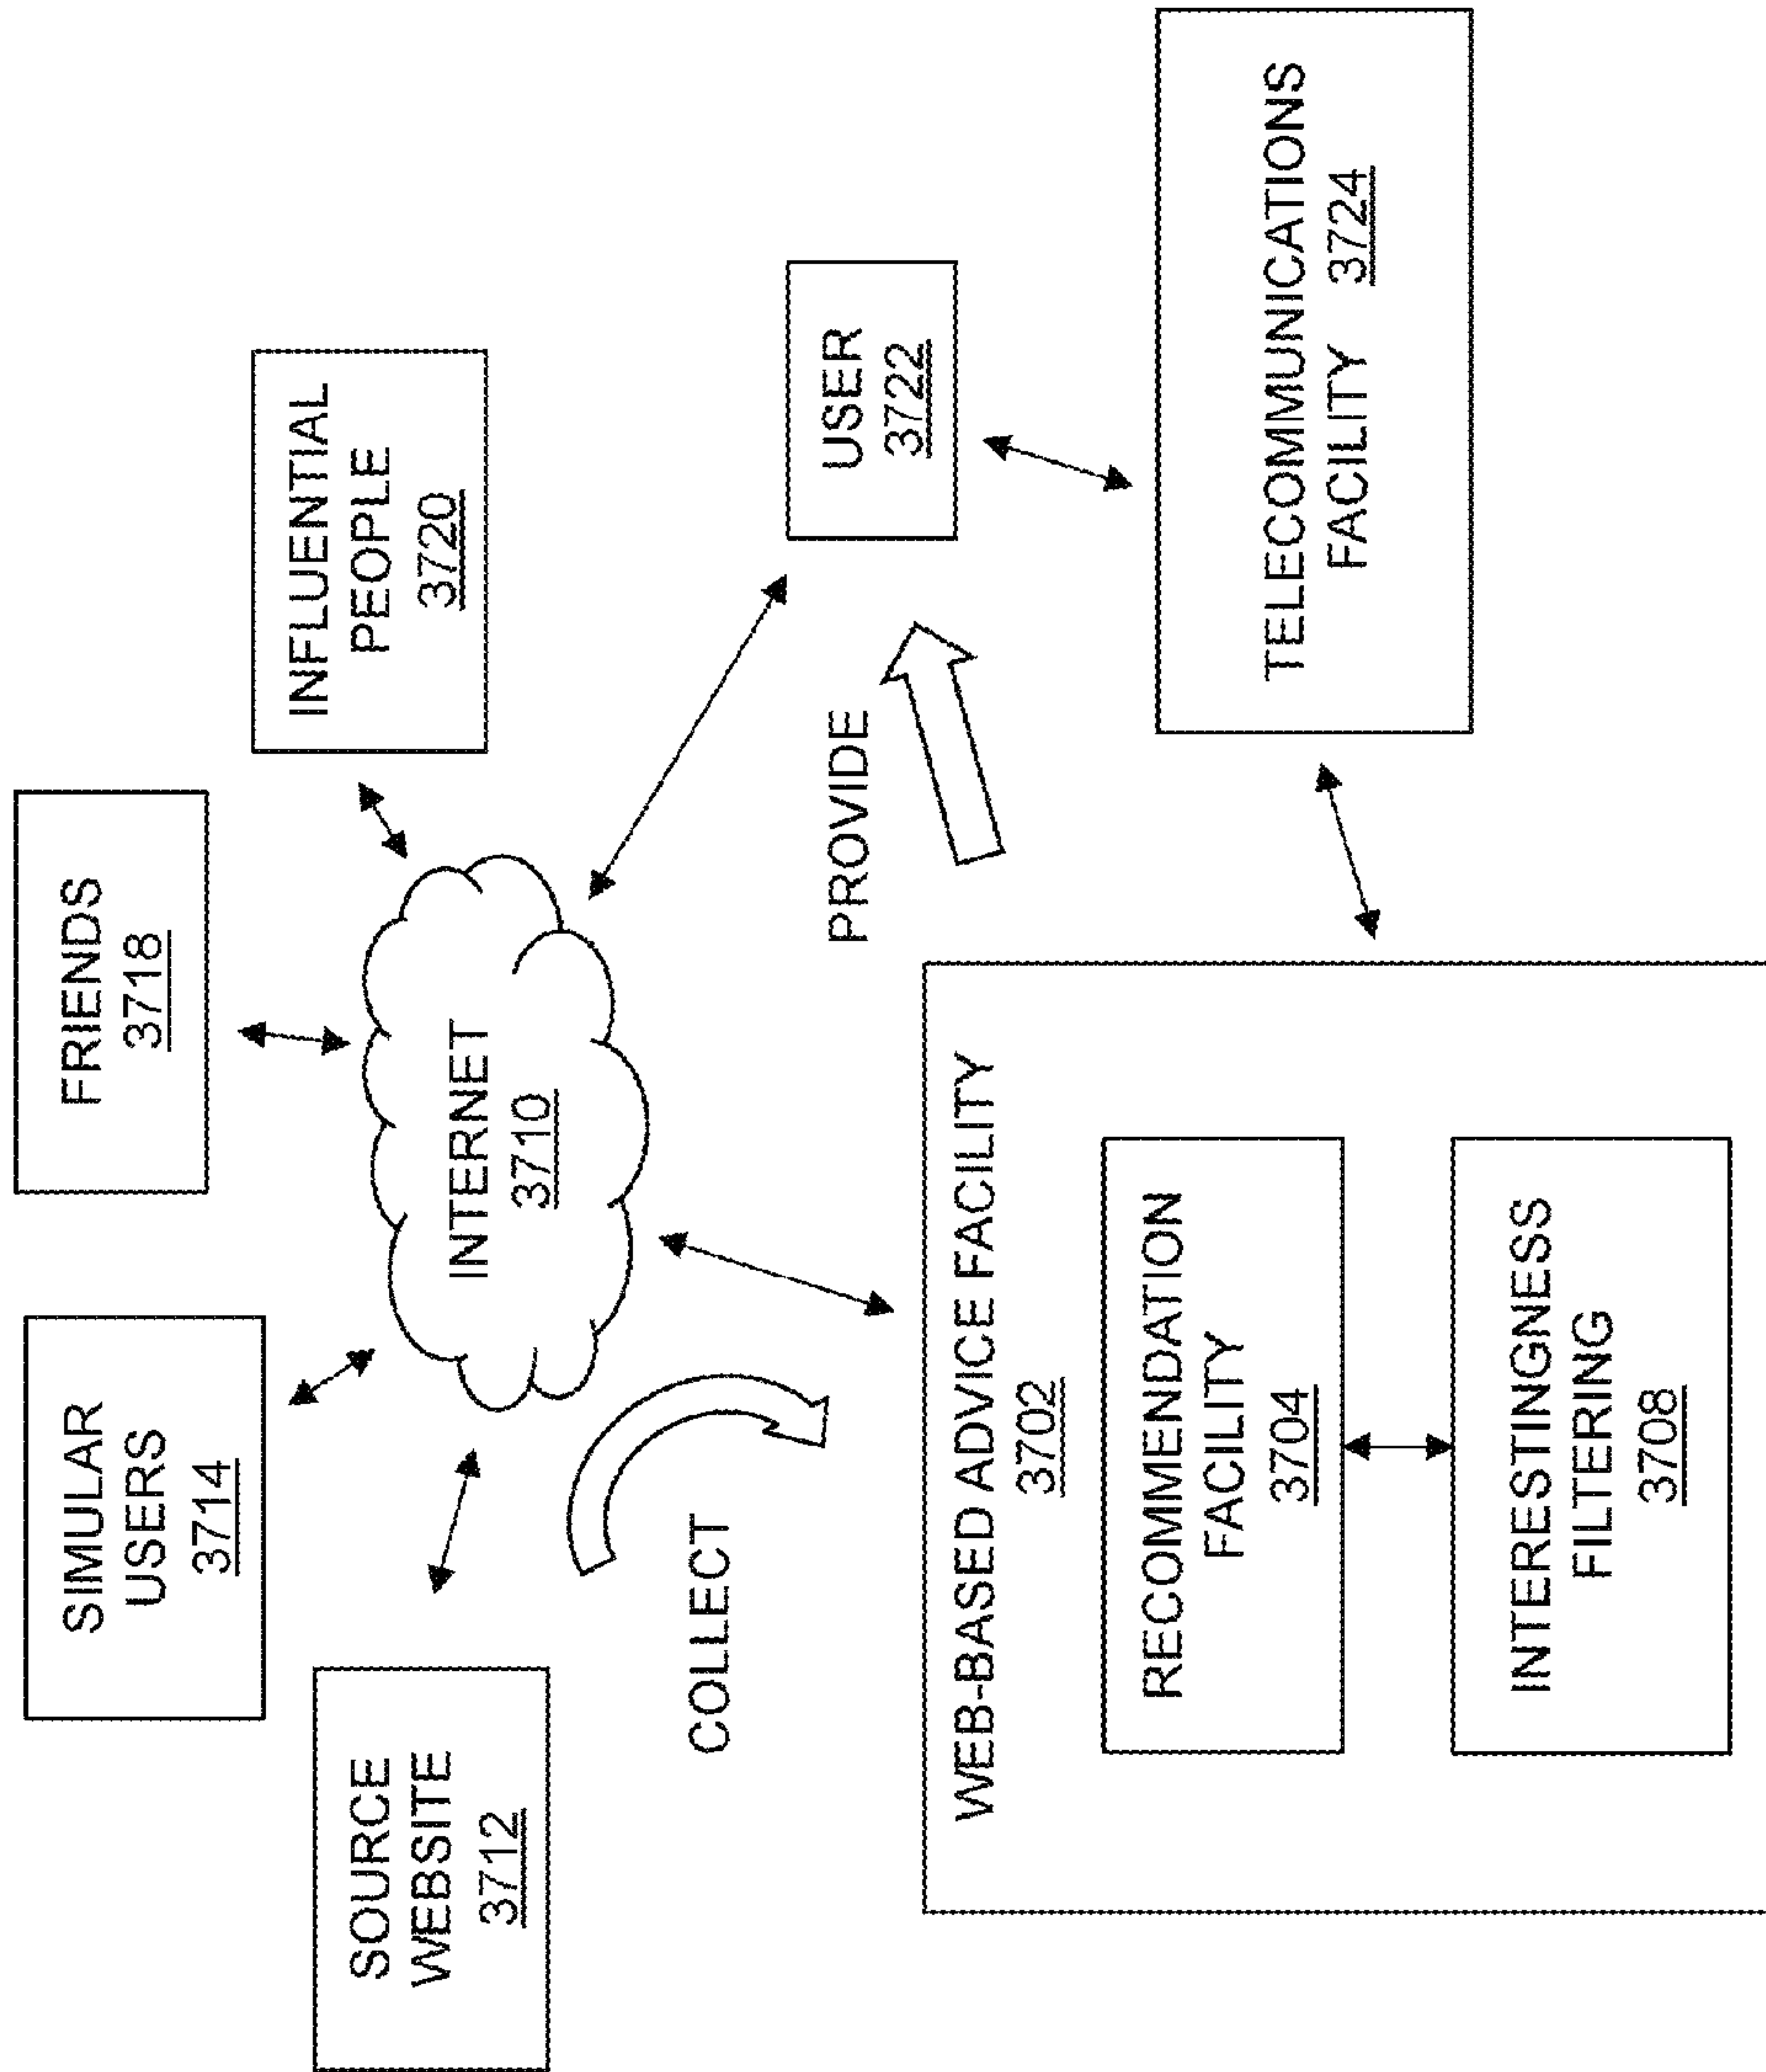 SOURCE
WEBSITE
3712
SIMULAR
USERS
3714
FRIENDS
3718
INFLUENTIAL
PEOPLE
3720
INTERNET
3710
COLLECT
PROVIDE
USER
3722
WEB-BASED ADVICE FACILITY
3702
RECOMMENDATION
FACILITY
3704
INTERESTINGNESS
FILTERING
3708
TELECOMMUNICATIONS
FACILITY 3724